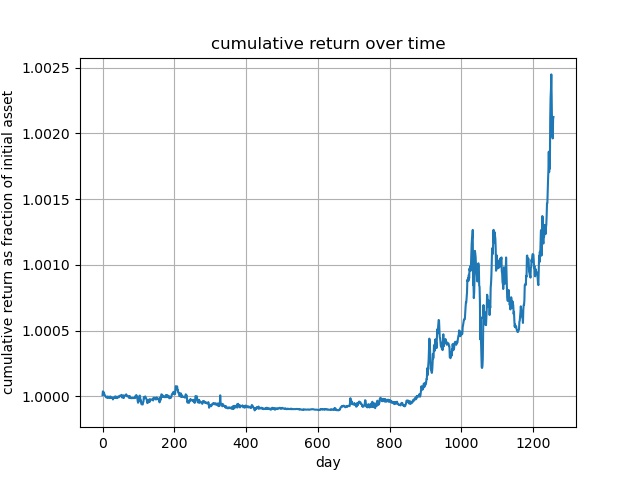 cumulative return over time
cumulative return as fraction of initial asset
1.0025
1.0020
1.0015
1.0010
1.0005
1.0000
0 200 400 600 800 1000 1200
day